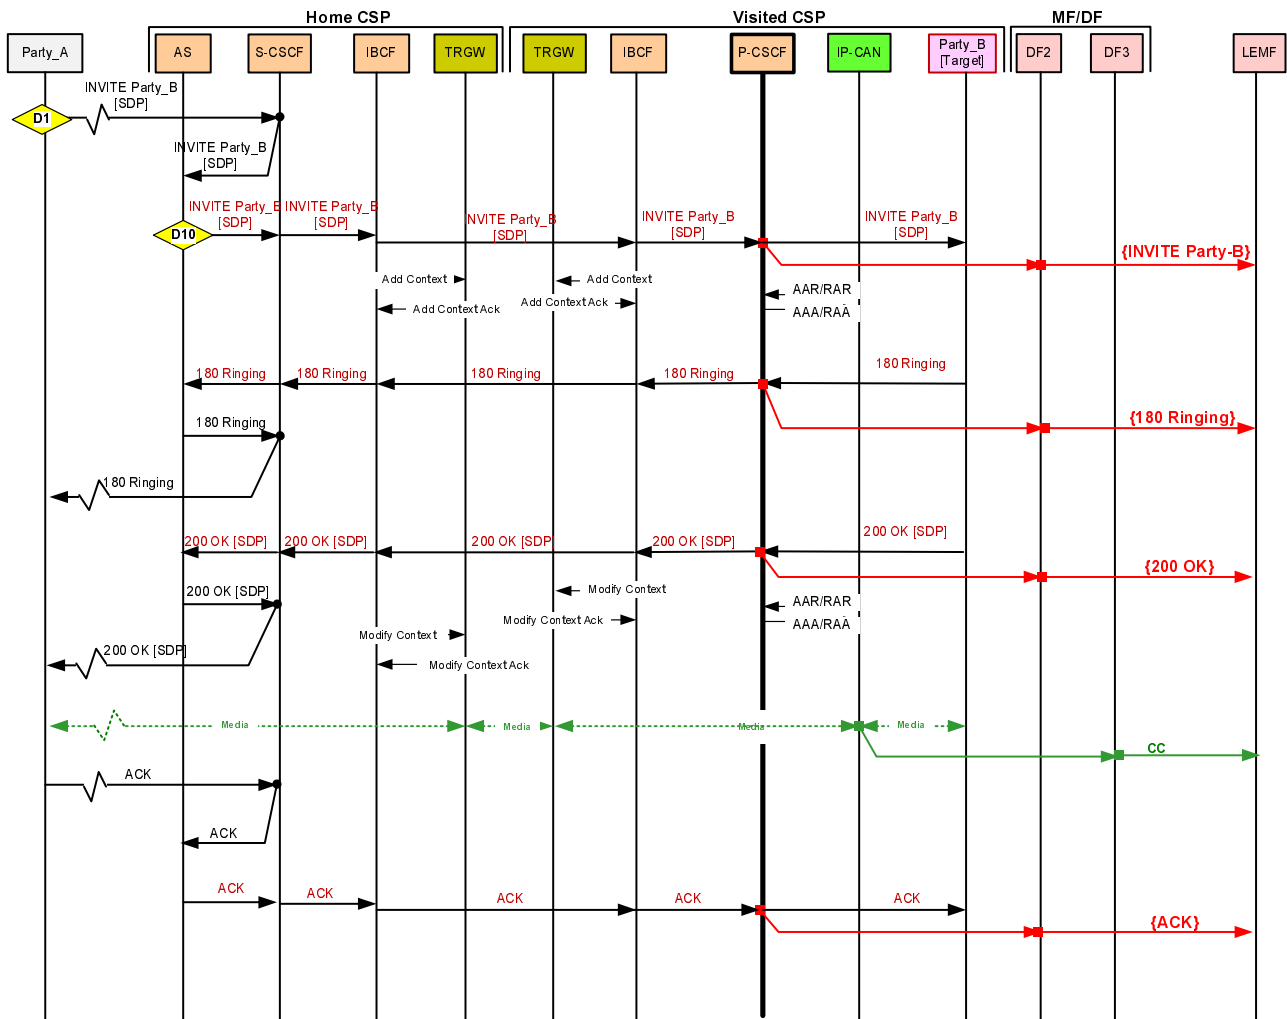 Home CSP
Visited CSP
MF/DF
Party_A
AS
S-CSCF
IBCF
TRGW
TRGW
IBCF
P-CSCF
IP-CAN
Party_B
[Target]
DF2
DF3
LEMF
INVITE Party_B
[SDP]
D1
INVITE Party_B
[SDP]
INVITE Party_B
[SDP]
INVITE Party_B
[SDP]
NVITE Party_B
[SDP]
INVITE Party_B
[SDP]
INVITE Party_B
[SDP]
D10
{INVITE Party-B}
Add Context
Add Context
AAR/RAR
Add Context Ack
Add Context Ack
AAA/RAA
180 Ringing
180 Ringing
180 Ringing
180 Ringing
180 Ringing
180 Ringing
{180 Ringing}
180 Ringing
200 OK [SDP]
200 OK [SDP]
200 OK [SDP]
200 OK [SDP]
200 OK [SDP]
{200 OK}
200 OK [SDP]
Modify Context
AAR/RAR
Modify Context Ack
AAA/RAA
Modify Context
200 OK [SDP]
Modify Context Ack
Media
Media
Media
Media
CC
ACK
ACK
ACK
ACK
ACK
ACK
ACK
{ACK}